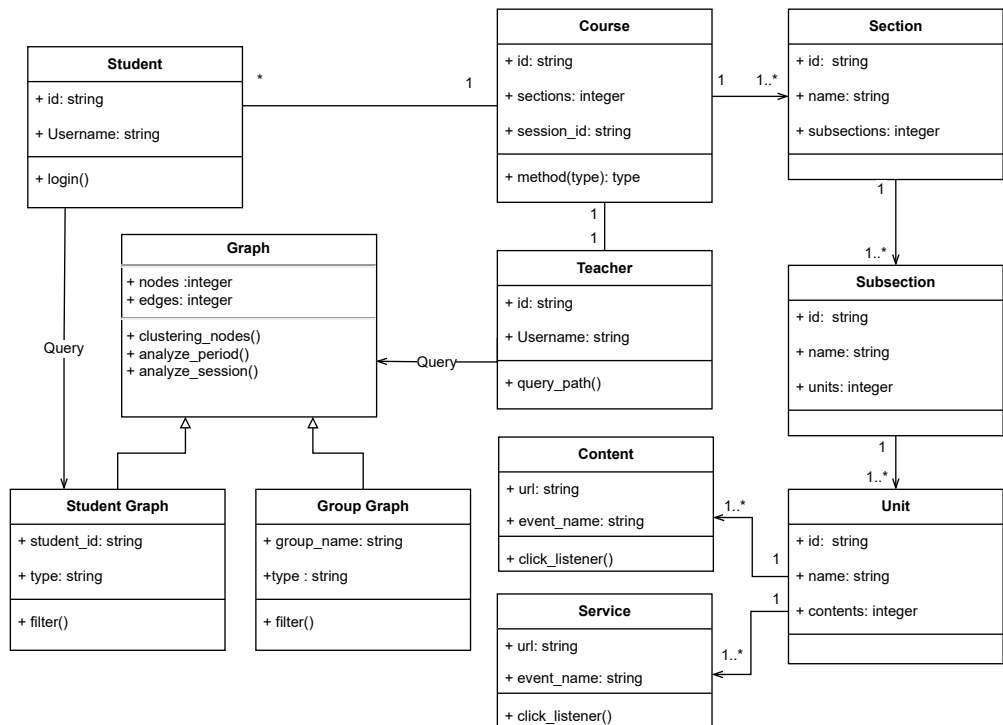 Student
+ id: string
+ Username: string
+ login()
*
1
Course
+ id: string
+ sections: integer
+ session_id: string
+ method(type): type
1
1..*
Section
+ id:  string
+ name: string
+ subsections: integer
1
1..*
1
1
Graph
+ nodes :integer
+ edges: integer
+ clustering_nodes()
+ analyze_period()
+ analyze_session()
Query
Query
Teacher
+ id: string
+ Username: string
+ query_path()
Subsection
+ id:  string
+ name: string
+ units: integer
1
1..*
Student Graph
+ student_id: string
+ type: string
+ filter()
Group Graph
+ group_name: string
+type : string
+ filter()
Content
+ url: string
+ event_name: string
+ click_listener()
1..*
1
Unit
+ id:  string
+ name: string
+ contents: integer
1
1..*
Service
+ url: string
+ event_name: string
+ click_listener()